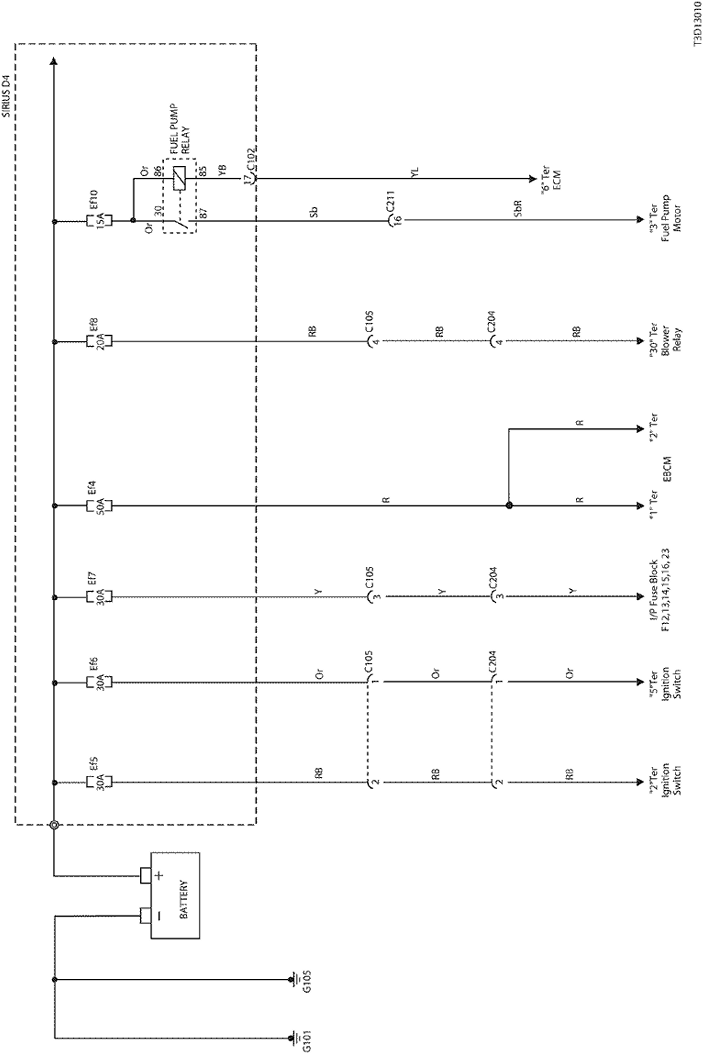 T3D13010
SIRIUS D4
FUEL PUMP
RELAY
Ef10
15A
Or
86
85
YB
17
C102
YL
"6" Ter
ECM
Or
30
87
Sb
C211
16
SbR
"3" Ter
Fuel Pump
Motor
Ef8
20A
RB
C105
4
RB
C204
4
RB
"30" Ter
Blower
Relay
Ef4
50A
R
R
"2" Ter
EBCM
R
"1" Ter
Ef7
30A
Y
C105
3
Y
C204
3
Y
I/P Fuse Block
F12,13,14,15,16, 23
Ef6
30A
Or
C105
1
Or
C204
1
Or
"5"Ter
Ignition
Switch
Ef5
30A
RB
2
RB
2
RB
"2"Ter
Ignition
Switch
+
−
BATTERY
G105
G101